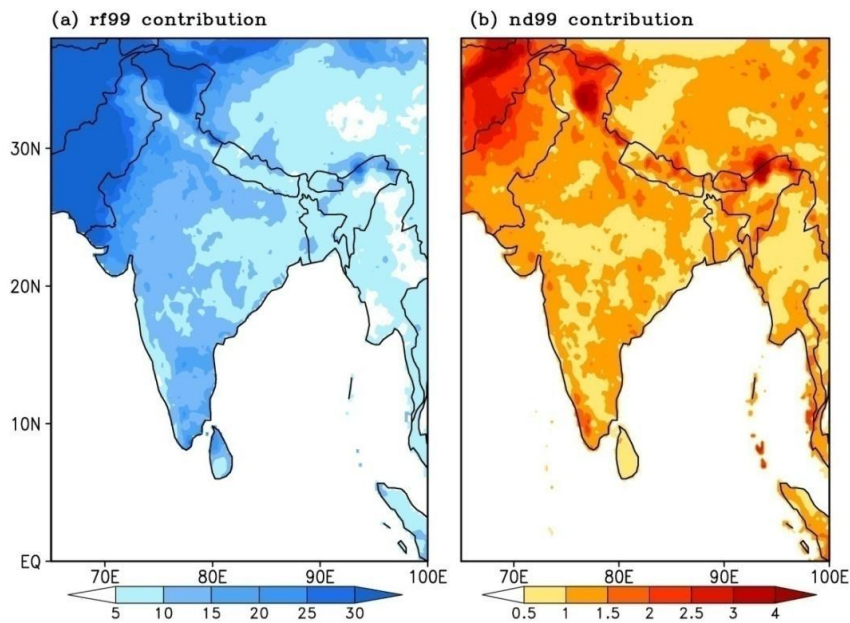 (a) rf99 contribution
(b) nd99 contribution
30N
20N
10N
EQ
70E 80E 90E 100E
70E 80E 90E 100E
5 10 15 20 25 30
0.5 1 1.5 2 2.5 3 4